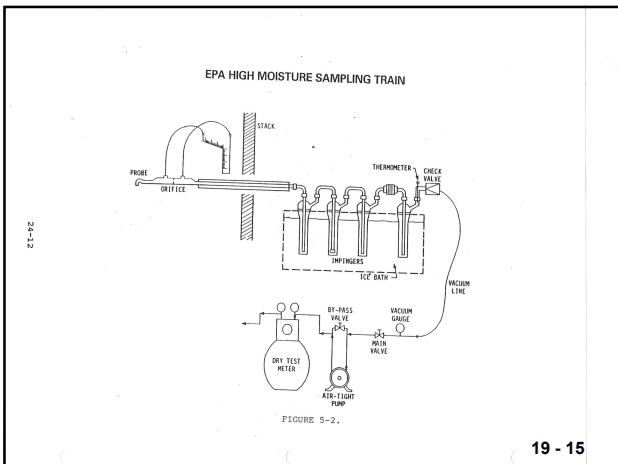 EPA HIGH MOISTURE SAMPLING TRAIN
STACK
THERMOMETER
CHECK
VALVE
PROBE
ORIFICE
24-12
IMPINGERS
ICE BATH
VACUUM
LINE
BY-PASS
VALVE
VACUUM
GAUGE
MAIN
VALVE
DRY TEST
METER
AIR-TIGHT
PUMP
FIGURE 5-2.
19 - 15